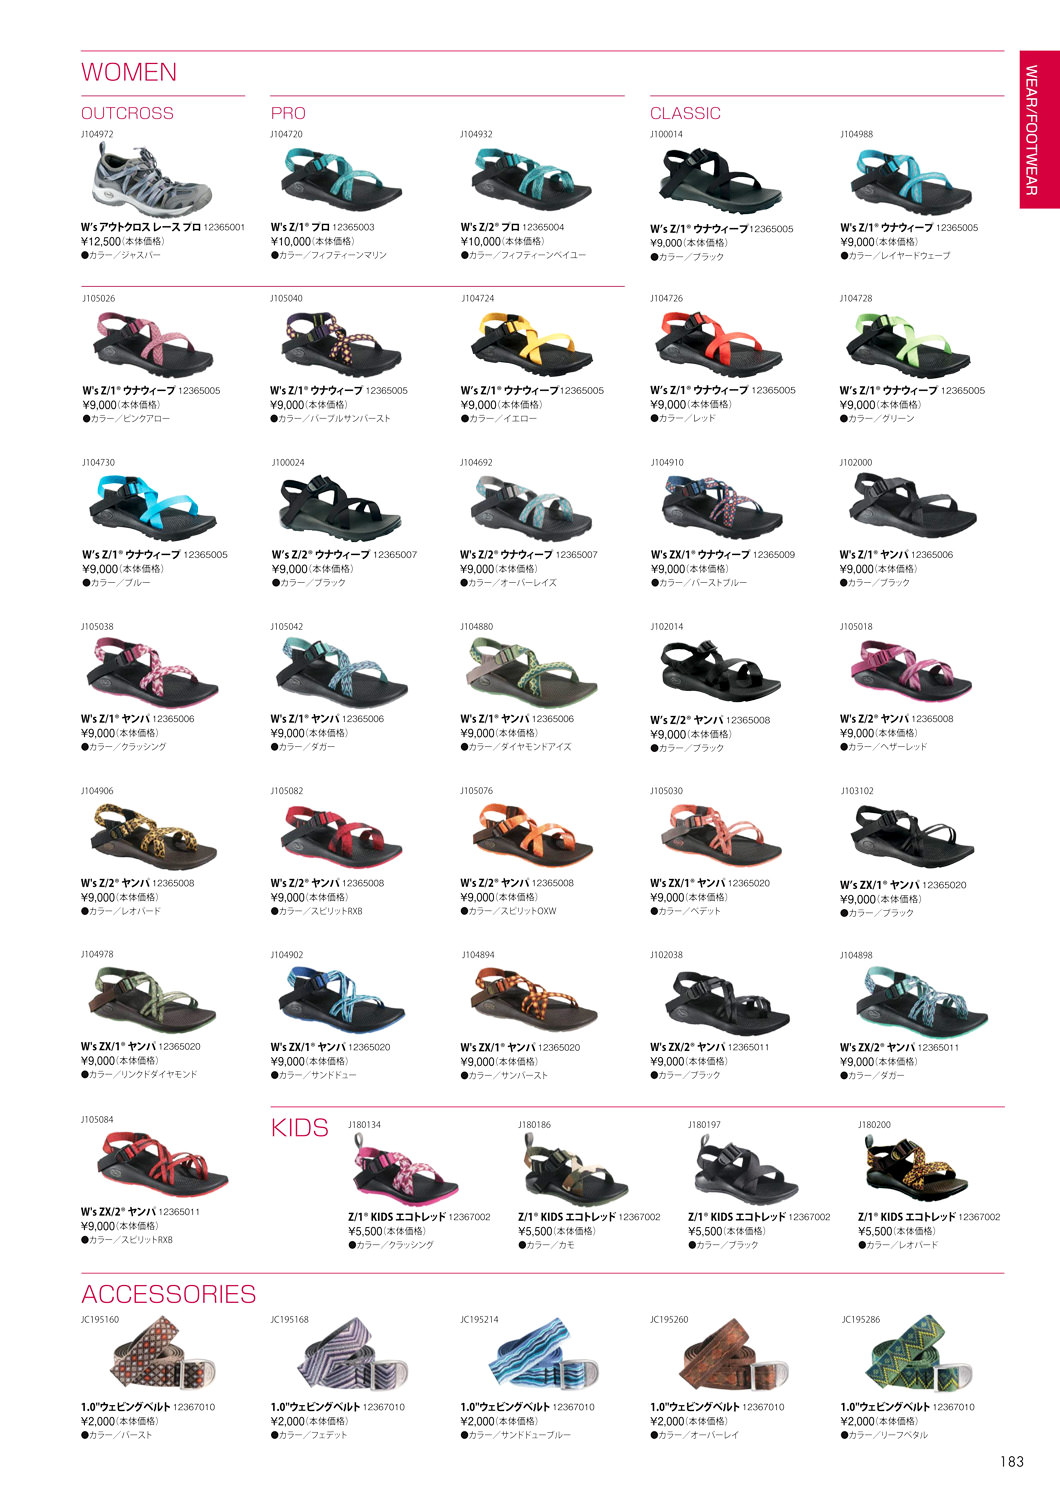 WEAR/FOOTWEAR
WOMEN
OUTCROSS
J104972
W's アウトクロス レース プロ 12365001
¥12,500（本体価格）
●カラー／ジャスパー
PRO
J104720
W's Z/1® プロ 12365003
¥10,000（本体価格）
●カラー／フィフティーンマリン
J104932
W's Z/2® プロ 12365004
¥10,000（本体価格）
●カラー／フィフティーンベイユー
CLASSIC
J100014
W's Z/1® ウナウィーブ12365005
¥9,000（本体価格）
●カラー／ブラック
J104988
W's Z/1® ウナウィーブ12365005
¥9,000（本体価格）
●カラー／レイヤードウェーブ
J105026
W's Z/1® ウナウィーブ 12365005
¥9,000（本体価格）
●カラー／ピンクアロー
J105040
W's Z/1® ウナウィーブ 12365005
¥9,000（本体価格）
●カラー／パープルサンバースト
J104724
W's Z/1® ウナウィーブ12365005
¥9,000（本体価格）
●カラー／イエロー
J104726
W's Z/1® ウナウィーブ 12365005
¥9,000（本体価格）
●カラー／レッド
J104728
W's Z/1® ウナウィーブ 12365005
¥9,000（本体価格）
●カラー／グリーン
J104730
W's Z/1® ウナウィーブ 12365005
¥9,000（本体価格）
●カラー／ブルー
J100024
W's Z/2® ウナウィーブ 12365007
¥9,000（本体価格）
●カラー／ブラック
J104692
W's Z/2® ウナウィーブ 12365007
¥9,000（本体価格）
●カラー／オーバーレイズ
J104910
W's ZX/1® ウナウィーブ 12365009
¥9,000（本体価格）
●カラー／バーストブルー
J102000
W's Z/1® ヤンパ 12365006
¥9,000（本体価格）
●カラー／ブラック
J105038
W's Z/1® ヤンパ 12365006
¥9,000（本体価格）
●カラー／クラッシング
J105042
W's Z/1® ヤンパ 12365006
¥9,000（本体価格）
●カラー／ダガー
J104880
W's Z/1® ヤンパ 12365006
¥9,000（本体価格）
●カラー／ダイヤモンドアイズ
J102014
W's Z/2® ヤンパ 12365008
¥9,000（本体価格）
●カラー／ブラック
J105018
W's Z/2® ヤンパ 12365008
¥9,000（本体価格）
●カラー／ヘザーレッド
J104906
W's Z/2® ヤンパ 12365008
¥9,000（本体価格）
●カラー／レオパード
J105082
W's Z/2® ヤンパ 12365008
¥9,000（本体価格）
●カラー／スピリットRXB
J105076
W's Z/2® ヤンパ 12365008
¥9,000（本体価格）
●カラー／スピリットOXW
J105030
W's ZX/1® ヤンパ 12365020
¥9,000（本体価格）
●カラー／ペデット
J103102
W's ZX/1® ヤンパ 12365020
¥9,000（本体価格）
●カラー／ブラック
J104978
W's ZX/1® ヤンパ 12365020
¥9,000（本体価格）
●カラー／リンクドダイヤモンド
J104902
W's ZX/1® ヤンパ 12365020
¥9,000（本体価格）
●カラー／サンドデュー
J104894
W's ZX/1® ヤンパ 12365020
¥9,000（本体価格）
●カラー／サンバースト
J102038
W's ZX/2® ヤンパ 12365011
¥9,000（本体価格）
●カラー／ブラック
J104898
W's ZX/2® ヤンパ 12365011
¥9,000（本体価格）
●カラー／ダガー
J105084
W's ZX/2® ヤンパ 12365011
¥9,000（本体価格）
●カラー／スピリットRXB
KIDS
J180134
Z/1® KIDS エコトレッド 12367002
¥5,500（本体価格）
●カラー／クラッシング
J180186
Z/1® KIDS エコトレッド 12367002
¥5,500（本体価格）
●カラー／カモ
J180197
Z/1® KIDS エコトレッド 12367002
¥5,500（本体価格）
●カラー／ブラック
J180200
Z/1® KIDS エコトレッド 12367002
¥5,500（本体価格）
●カラー／レオパード
ACCESSORIES
JC195160
1.0"ウェビングベルト 12367010
¥2,000（本体価格）
●カラー／バースト
JC195168
1.0"ウェビングベルト 12367010
¥2,000（本体価格）
●カラー／フェデット
JC195214
1.0"ウェビングベルト 12367010
¥2,000（本体価格）
●カラー／サンドデューブルー
JC195260
1.0"ウェビングベルト 12367010
¥2,000（本体価格）
●カラー／オーバーレイ
JC195286
1.0"ウェビングベルト 12367010
¥2,000（本体価格）
●カラー／リーフペタル
183